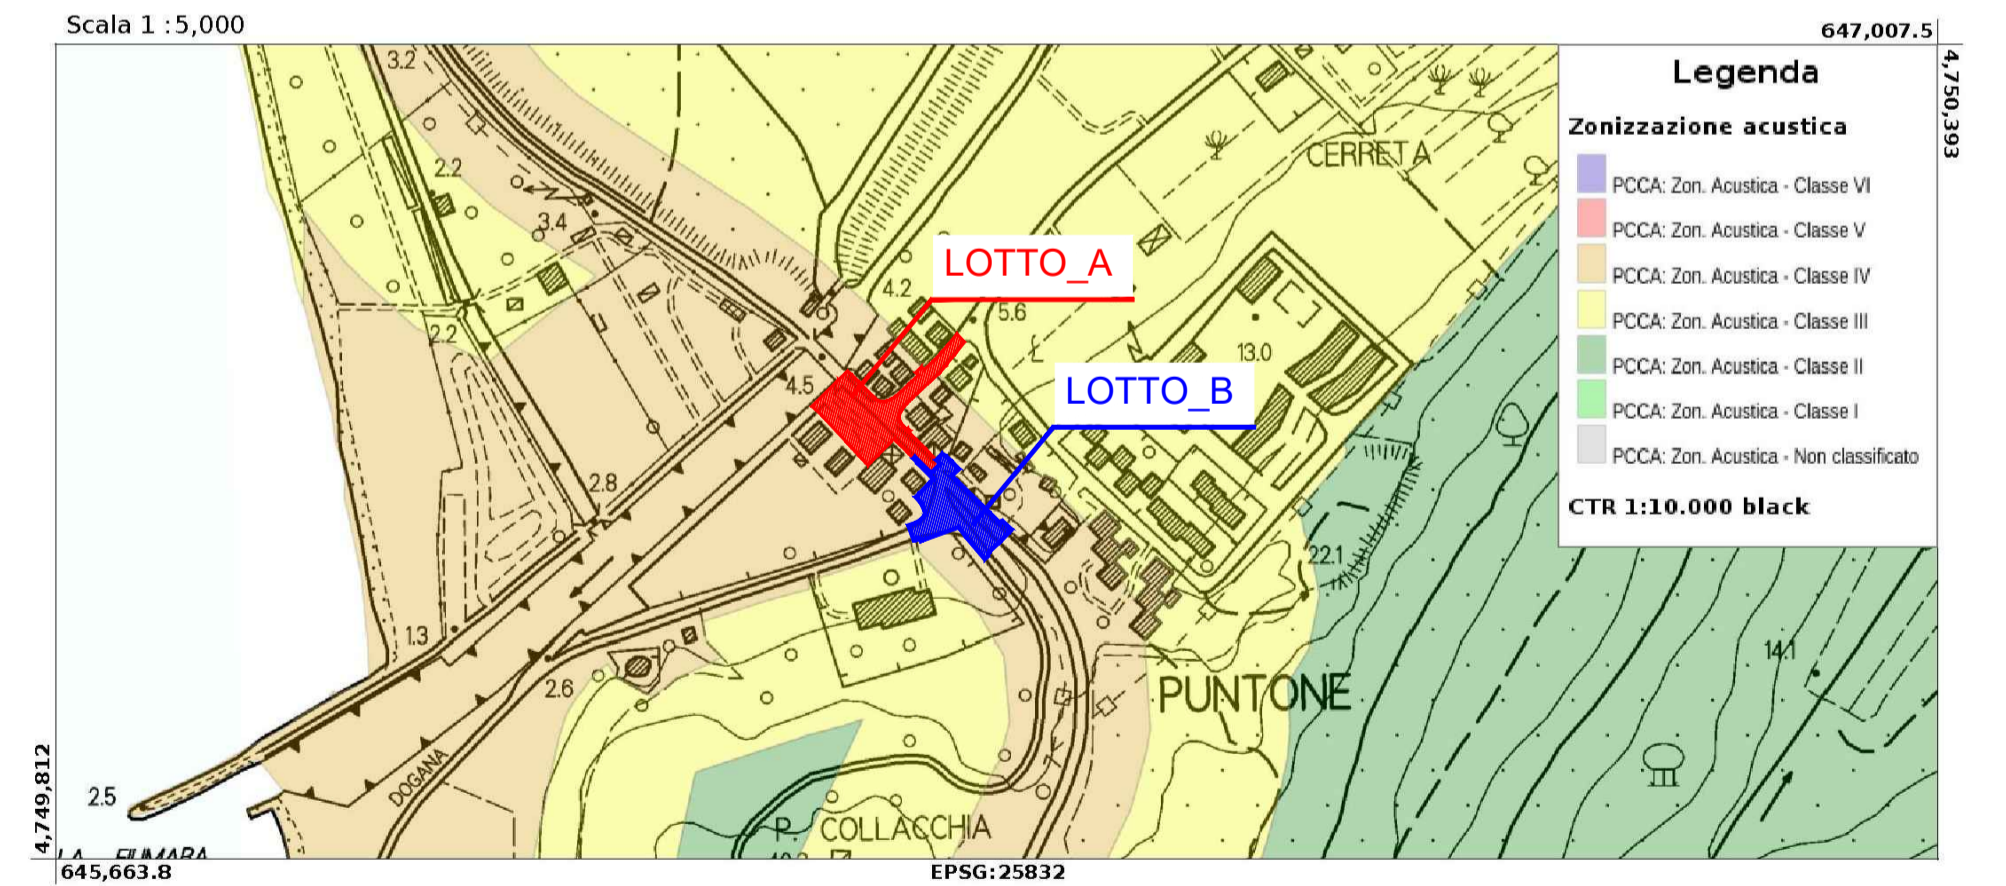 Scala 1 :5,000
647,007.5
4,750,393
Legenda
Zonizzazione acustica
PCCA: Zon. Acustica - Classe VI
PCCA: Zon. Acustica - Classe V
PCCA: Zon. Acustica - Classe IV
PCCA: Zon. Acustica - Classe III
PCCA: Zon. Acustica - Classe II
PCCA: Zon. Acustica - Classe I
PCCA: Zon. Acustica - Non classificato
CTR 1:10.000 black
3.2
CERRETA
2.2
3.4
LOTTO_A
4.2
5.6
2.2
13.0
4.5
LOTTO_B
2.8
22.1
1.3
14.1
2.6
PUNTONE
DOGANA
2.5
P. COLLACCHIA
LA FIUMARA
4,749,812
645,663.8
EPSG:25832